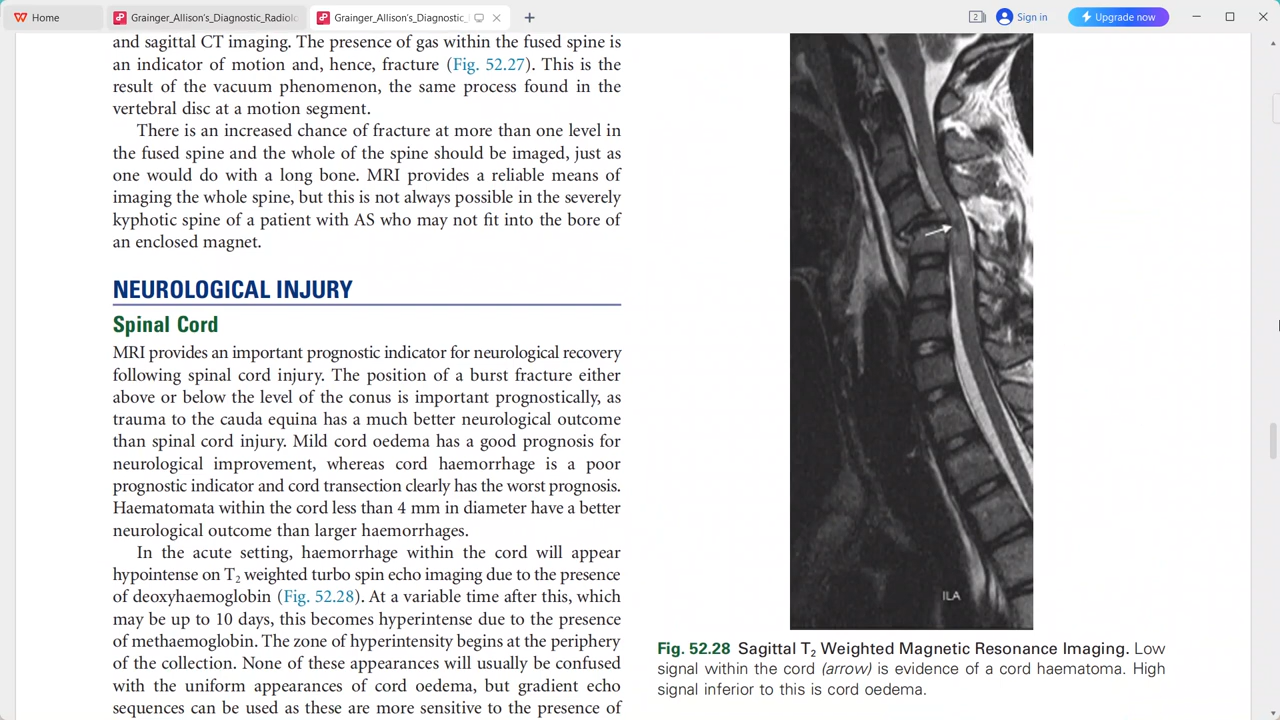 Home
Grainger_Allison's_Diagnostic_Radiolo
Grainger_Allison's_Diagnostic_
2
Sign in
Upgrade now
and sagittal CT imaging. The presence of gas within the fused spine is
an indicator of motion and, hence, fracture (Fig. 52.27). This is the
result of the vacuum phenomenon, the same process found in the
vertebral disc at a motion segment.
There is an increased chance of fracture at more than one level in
the fused spine and the whole of the spine should be imaged, just as
one would do with a long bone. MRI provides a reliable means of
imaging the whole spine, but this is not always possible in the severely
kyphotic spine of a patient with AS who may not fit into the bore of
an enclosed magnet.
NEUROLOGICAL INJURY
Spinal Cord
MRI provides an important prognostic indicator for neurological recovery
following spinal cord injury. The position of a burst fracture either
above or below the level of the conus is important prognostically, as
trauma to the cauda equina has a much better neurological outcome
than spinal cord injury. Mild cord oedema has a good prognosis for
neurological improvement, whereas cord haemorrhage is a poor
prognostic indicator and cord transection clearly has the worst prognosis.
Haematomata within the cord less than 4 mm in diameter have a better
neurological outcome than larger haemorrhages.
In the acute setting, haemorrhage within the cord will appear
hypointense on T₂ weighted turbo spin echo imaging due to the presence
of deoxyhaemoglobin (Fig. 52.28). At a variable time after this, which
may be up to 10 days, this becomes hyperintense due to the presence
of methaemoglobin. The zone of hyperintensity begins at the periphery
of the collection. None of these appearances will usually be confused
with the uniform appearances of cord oedema, but gradient echo
sequences can be used as these are more sensitive to the presence of
ILA
Fig. 52.28 Sagittal T₂ Weighted Magnetic Resonance Imaging. Low
signal within the cord (arrow) is evidence of a cord haematoma. High
signal inferior to this is cord oedema.